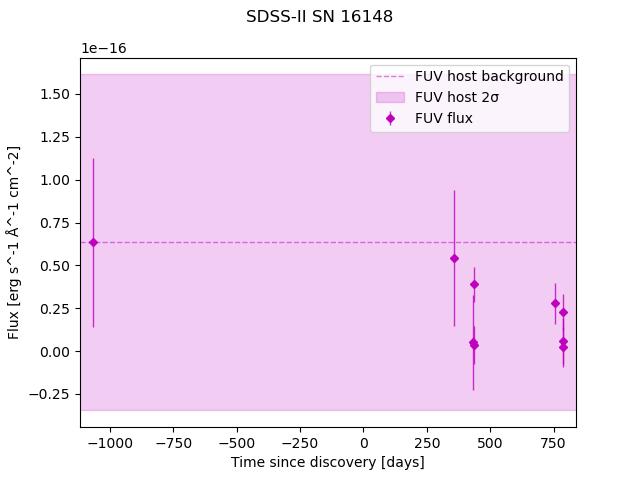 SDSS-II SN 16148
1e−16
FUV host background
FUV host 2σ
FUV flux
1.50
1.25
1.00
0.75
0.50
0.25
0.00
−0.25
Flux [erg s^-1 Å^-1 cm^-2]
−1000 −750 −500 −250 0 250 500 750
Time since discovery [days]